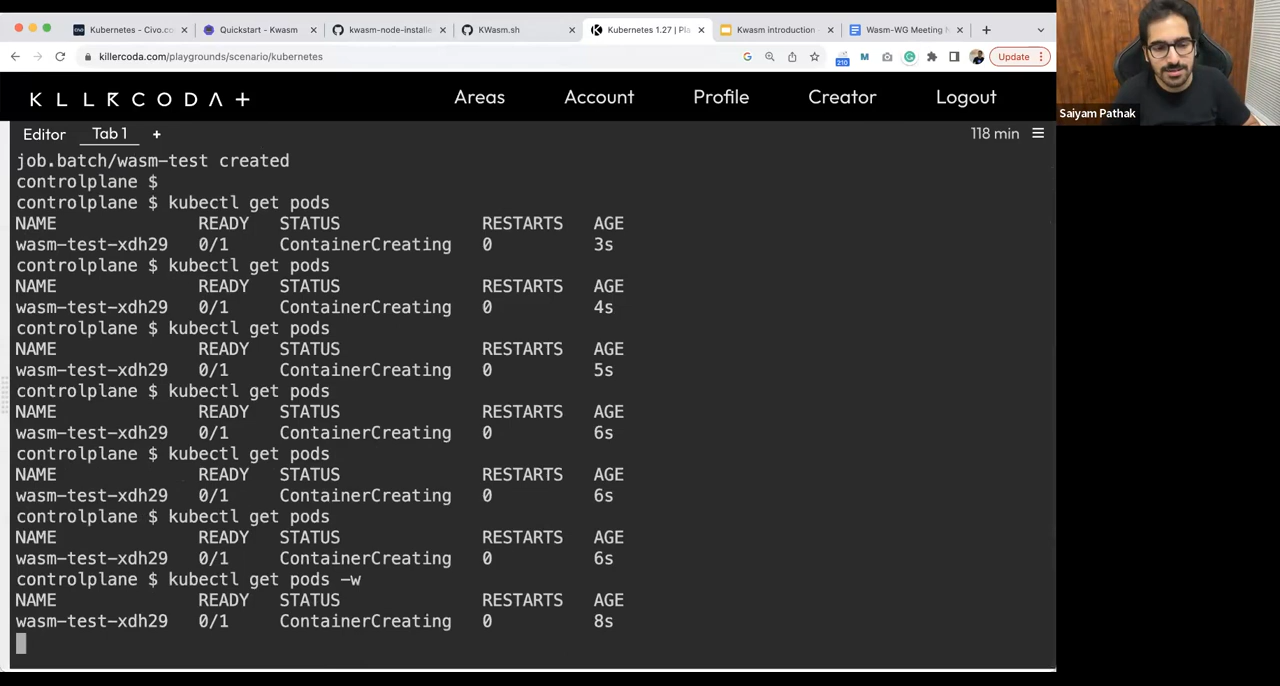 Kubernetes - Civo.co
Quickstart - Kwasm
kwasm-node-installe
KWasm.sh
Kubernetes 1.27 | Pla
Kwasm introduction -
Wasm-WG Meeting N
killercoda.com/playgrounds/scenario/kubernetes
210
M
Update
KLLRCODA+
Areas
Account
Profile
Creator
Logout
Saiyam Pathak
Editor
Tab 1
+
118 min
job.batch/wasm-test created
controlplane $
controlplane $ kubectl get pods
NAME READY STATUS RESTARTS AGE
wasm-test-xdh29 0/1 ContainerCreating 0 3s
controlplane $ kubectl get pods
NAME READY STATUS RESTARTS AGE
wasm-test-xdh29 0/1 ContainerCreating 0 4s
controlplane $ kubectl get pods
NAME READY STATUS RESTARTS AGE
wasm-test-xdh29 0/1 ContainerCreating 0 5s
controlplane $ kubectl get pods
NAME READY STATUS RESTARTS AGE
wasm-test-xdh29 0/1 ContainerCreating 0 6s
controlplane $ kubectl get pods
NAME READY STATUS RESTARTS AGE
wasm-test-xdh29 0/1 ContainerCreating 0 6s
controlplane $ kubectl get pods
NAME READY STATUS RESTARTS AGE
wasm-test-xdh29 0/1 ContainerCreating 0 6s
controlplane $ kubectl get pods -w
NAME READY STATUS RESTARTS AGE
wasm-test-xdh29 0/1 ContainerCreating 0 8s